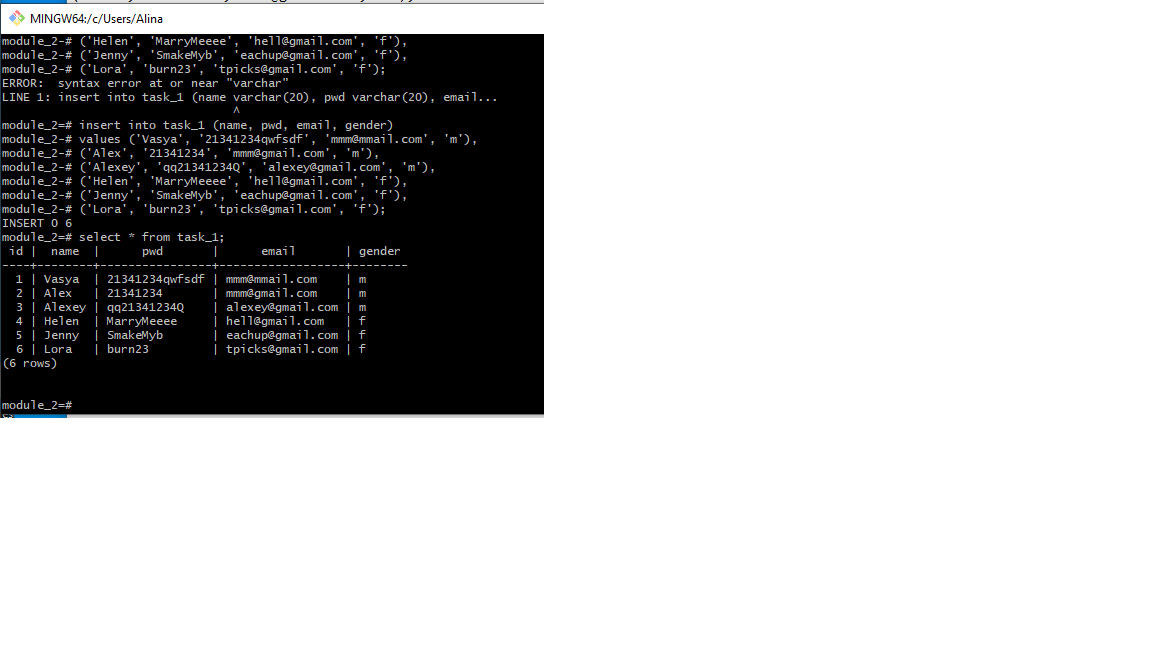 MINGW64:/c/Users/Alina
module_2-# ('Helen', 'MarryMeeee', 'hell@gmail.com', 'f'),
module_2-# ('Jenny', 'SmakeMyb', 'eachup@gmail.com', 'f'),
module_2-# ('Lora', 'burn23', 'tpicks@gmail.com', 'f');
ERROR:  syntax error at or near "varchar"
LINE 1: insert into task_1 (name varchar(20), pwd varchar(20), email...
                                 ^
module_2=# insert into task_1 (name, pwd, email, gender)
module_2-# values ('Vasya', '21341234qwfsdf', 'mmm@mmail.com', 'm'),
module_2-# ('Alex', '21341234', 'mmm@gmail.com', 'm'),
module_2-# ('Alexey', 'qq21341234Q', 'alexey@gmail.com', 'm'),
module_2-# ('Helen', 'MarryMeeee', 'hell@gmail.com', 'f'),
module_2-# ('Jenny', 'SmakeMyb', 'eachup@gmail.com', 'f'),
module_2-# ('Lora', 'burn23', 'tpicks@gmail.com', 'f');
INSERT 0 6
module_2=# select * from task_1;
 id |  name  |      pwd       |      email       | gender
----+--------+----------------+------------------+--------
  1 | Vasya  | 21341234qwfsdf | mmm@mmail.com    | m
  2 | Alex   | 21341234       | mmm@gmail.com    | m
  3 | Alexey | qq21341234Q    | alexey@gmail.com | m
  4 | Helen  | MarryMeeee     | hell@gmail.com   | f
  5 | Jenny  | SmakeMyb       | eachup@gmail.com | f
  6 | Lora   | burn23         | tpicks@gmail.com | f
(6 rows)
module_2=#